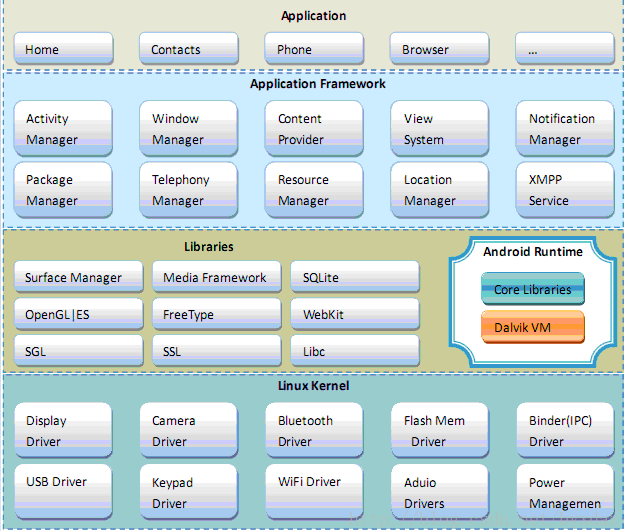 Application
Home
Contacts
Phone
Browser
...
Application Framework
Activity
Manager
Window
Manager
Content
Provider
View
System
Notification
Manager
Package
Manager
Telephony
Manager
Resource
Manager
Location
Manager
XMPP
Service
Libraries
Surface Manager
Media Framework
SQLite
OpenGL|ES
FreeType
WebKit
SGL
SSL
Libc
Android Runtime
Core Libraries
Dalvik VM
Linux Kernel
Display
Driver
Camera
Driver
Bluetooth
Driver
Flash Mem
Driver
Binder(IPC)
Driver
USB Driver
Keypad
Driver
WiFi Driver
Aduio
Drivers
Power
Managemen